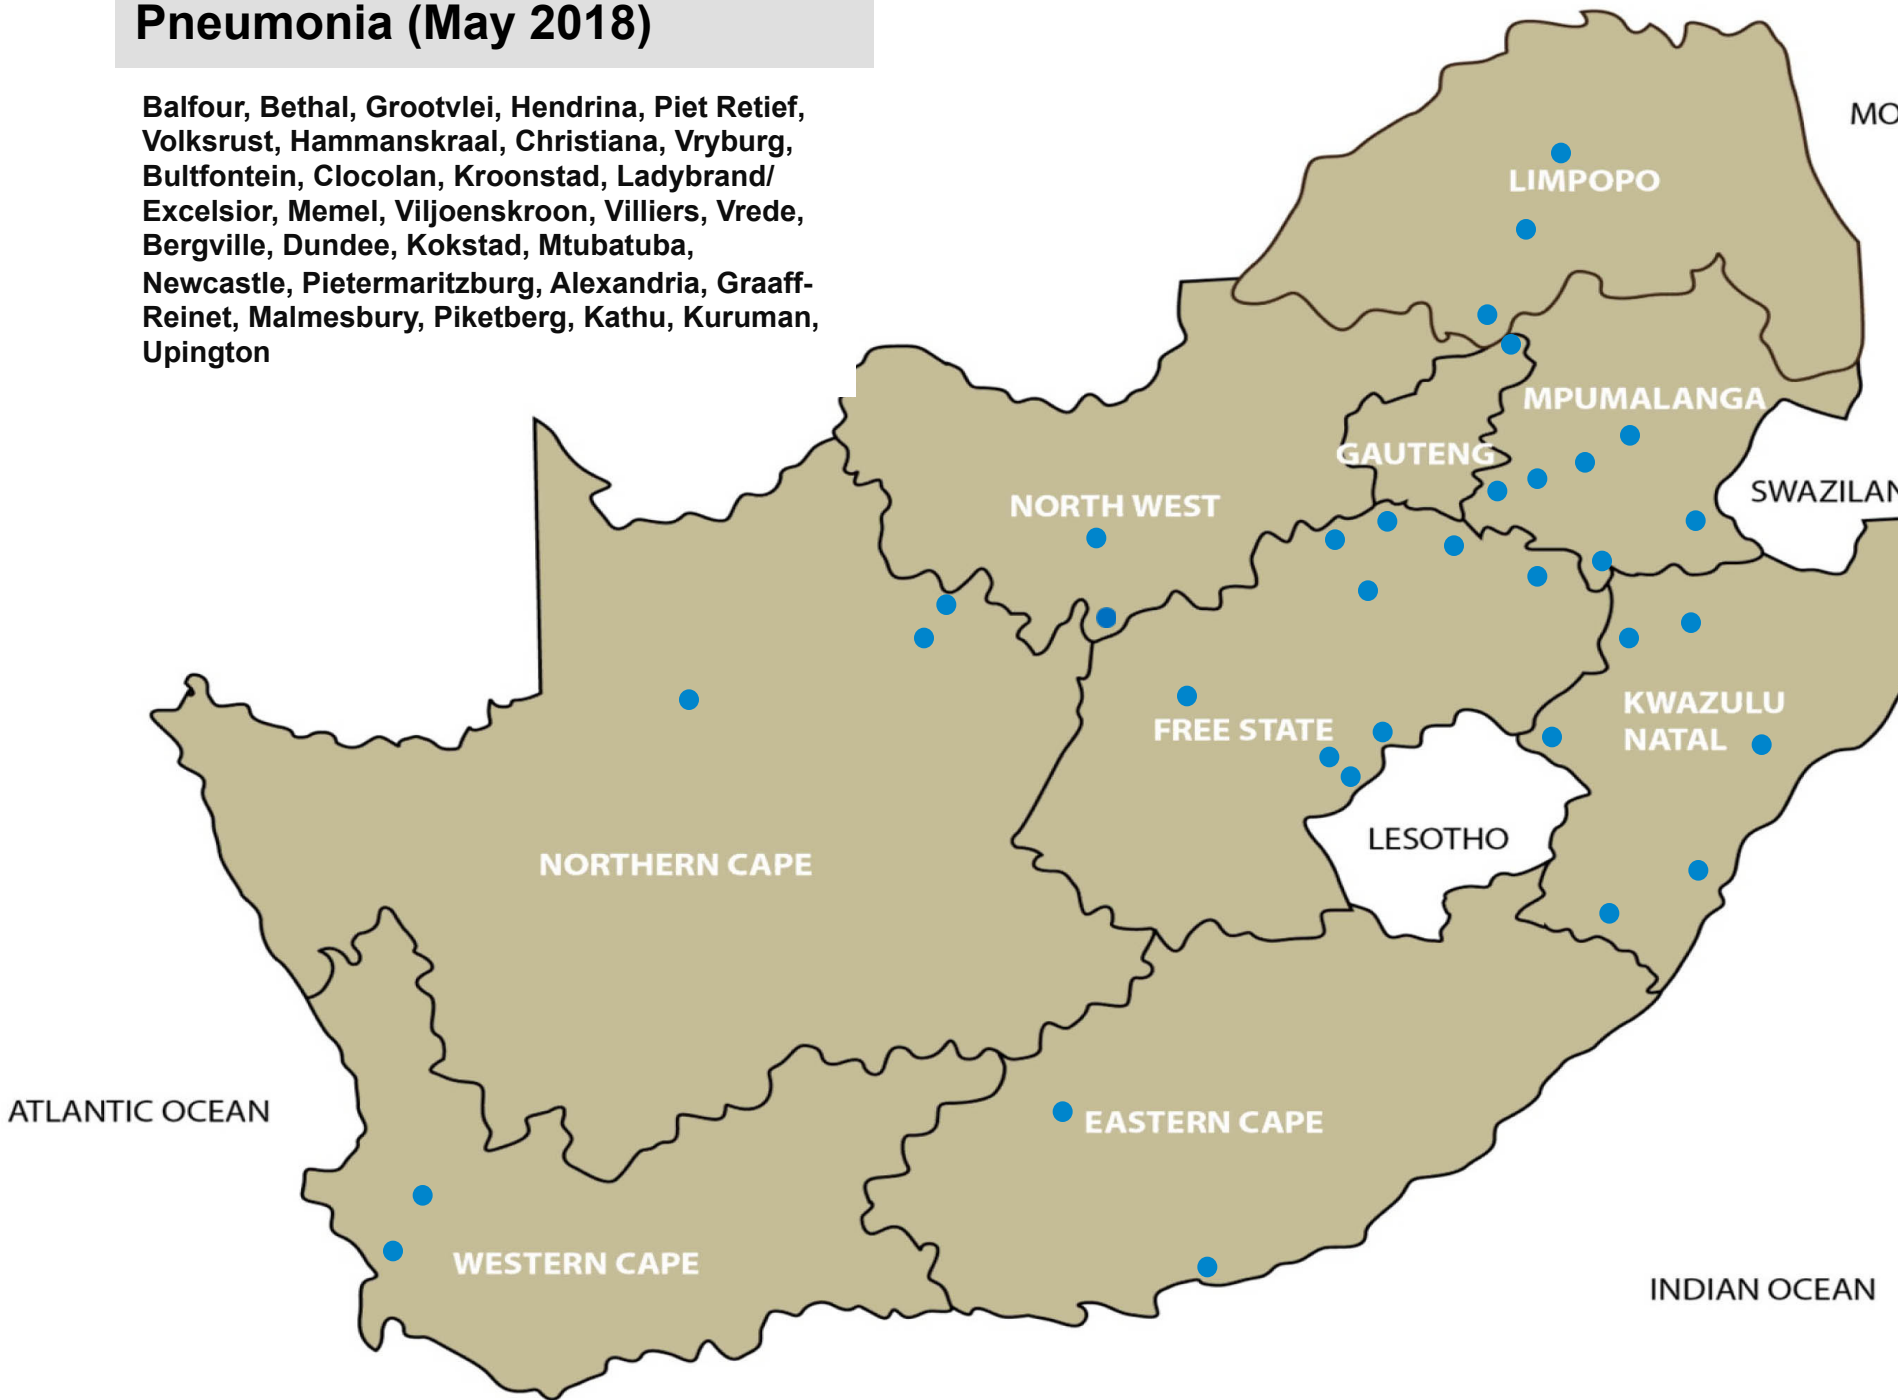 Pneumonia (May 2018)
Balfour, Bethal, Grootvlei, Hendrina, Piet Retief,
Volksrust, Hammanskraal, Christiana, Vryburg,
Bultfontein, Clocolan, Kroonstad, Ladybrand/
Excelsior, Memel, Viljoenskroon, Villiers, Vrede,
Bergville, Dundee, Kokstad, Mtubatuba,
Newcastle, Pietermaritzburg, Alexandria, Graaff-
Reinet, Malmesbury, Piketberg, Kathu, Kuruman,
Upington
MO
LIMPOPO
MPUMALANGA
GAUTENG
SWAZILAN
NORTH WEST
KWAZULU
NATAL
FREE STATE
LESOTHO
NORTHERN CAPE
ATLANTIC OCEAN
EASTERN CAPE
WESTERN CAPE
INDIAN OCEAN